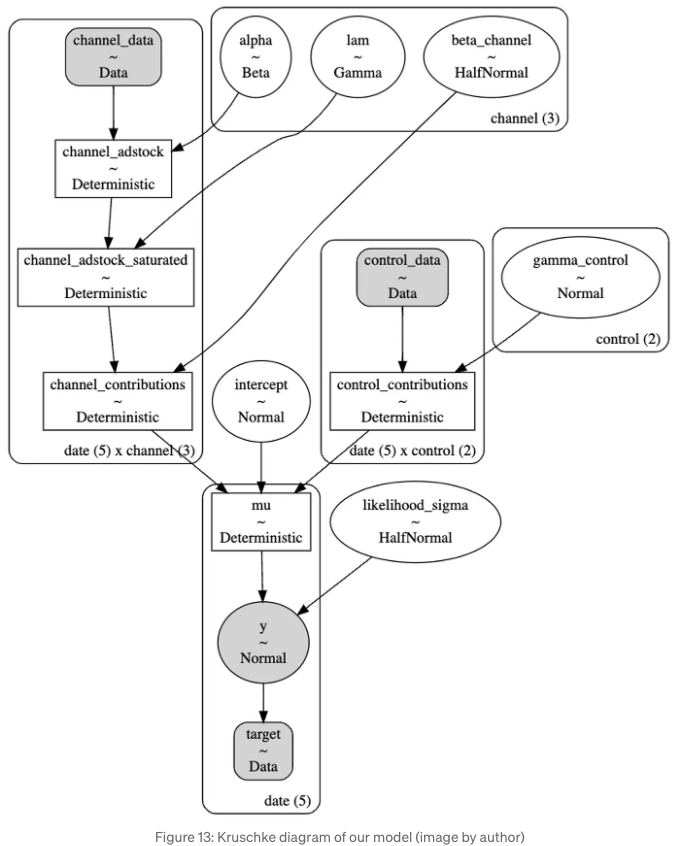 channel_data
~
Data
alpha
~
Beta
lam
~
Gamma
beta_channel
~
HalfNormal
channel (3)
channel_adstock
~
Deterministic
channel_adstock_saturated
~
Deterministic
control_data
~
Data
gamma_control
~
Normal
control (2)
channel_contributions
~
Deterministic
date (5) x channel (3)
intercept
~
Normal
control_contributions
~
Deterministic
date (5) x control (2)
mu
~
Deterministic
likelihood_sigma
~
HalfNormal
y
~
Normal
target
~
Data
date (5)
Figure 13: Kruschke diagram of our model (image by author)